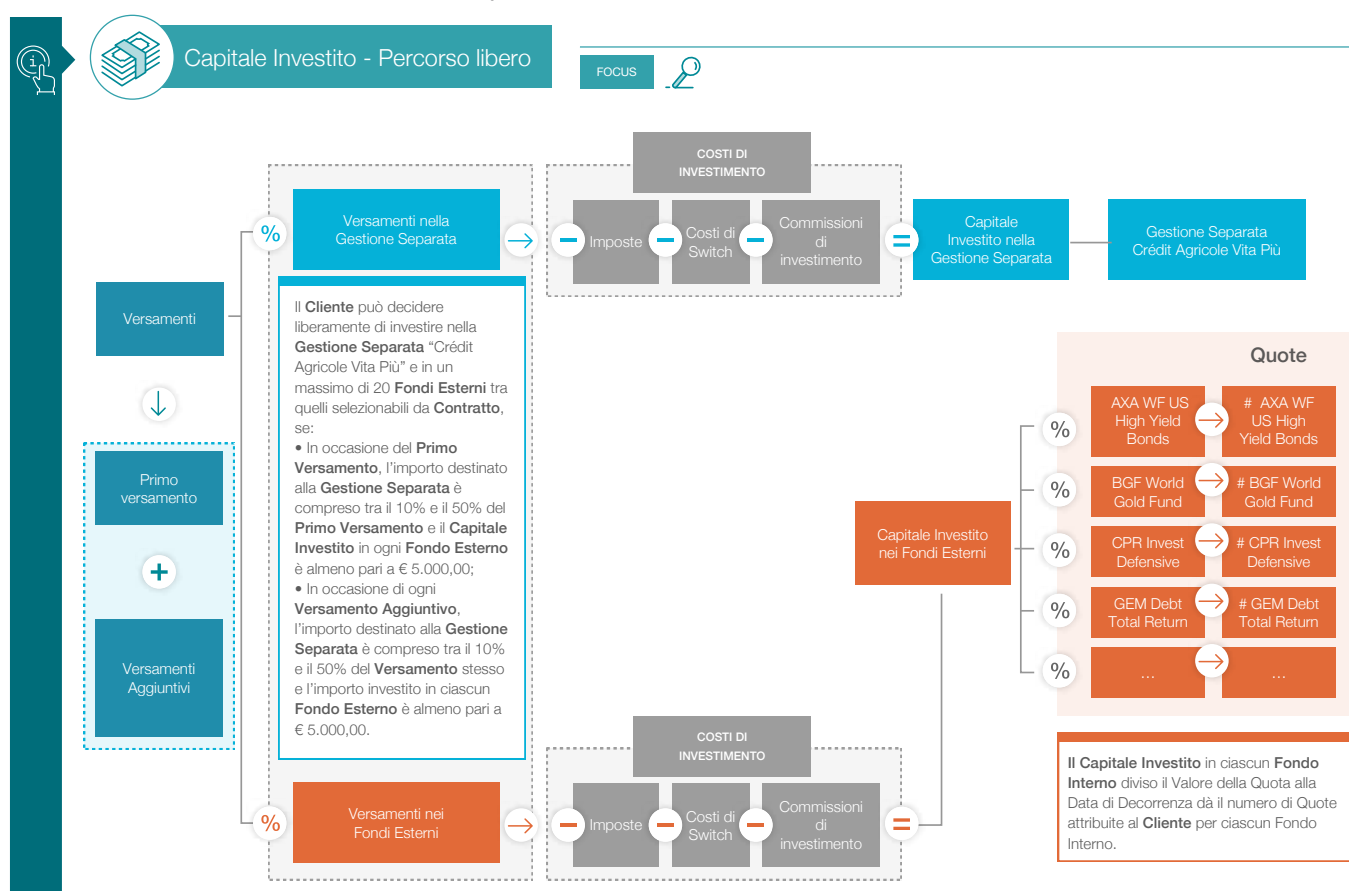 Capitale Investito - Percorso libero
FOCUS
COSTI DI
INVESTIMENTO
%
Versamenti nella
Gestione Separata
Imposte
Costi di
Switch
Commissioni
di
investimento
=
Capitale
Investito nella
Gestione Separata
Gestione Separata
Crédit Agricole Vita Più
Versamenti
Primo
versamento
+
Versamenti
Aggiuntivi
Il Cliente può decidere
liberamente di investire nella
Gestione Separata “Crédit
Agricole Vita Più” e in un
massimo di 20 Fondi Esterni tra
quelli selezionabili da Contratto,
se:
• In occasione del Primo
Versamento, l’importo destinato
alla Gestione Separata è
compreso tra il 10% e il 50% del
Primo Versamento e il Capitale
Investito in ogni Fondo Esterno
è almeno pari a € 5.000,00;
• In occasione di ogni
Versamento Aggiuntivo,
l’importo destinato alla Gestione
Separata è compreso tra il 10%
e il 50% del Versamento stesso
e l’importo investito in ciascun
Fondo Esterno è almeno pari a
€ 5.000,00.
%
Versamenti nei
Fondi Esterni
COSTI DI
INVESTIMENTO
Imposte
Costi di
Switch
Commissioni
di
investimento
=
Capitale Investito
nei Fondi Esterni
Quote
%
AXA WF US
High Yield
Bonds
# AXA WF
US High
Yield Bonds
%
BGF World
Gold Fund
# BGF World
Gold Fund
%
CPR Invest
Defensive
# CPR Invest
Defensive
%
GEM Debt
Total Return
# GEM Debt
Total Return
%
...
...
Il Capitale Investito in ciascun Fondo
Interno diviso il Valore della Quota alla
Data di Decorrenza dà il numero di Quote
attribuite al Cliente per ciascun Fondo
Interno.